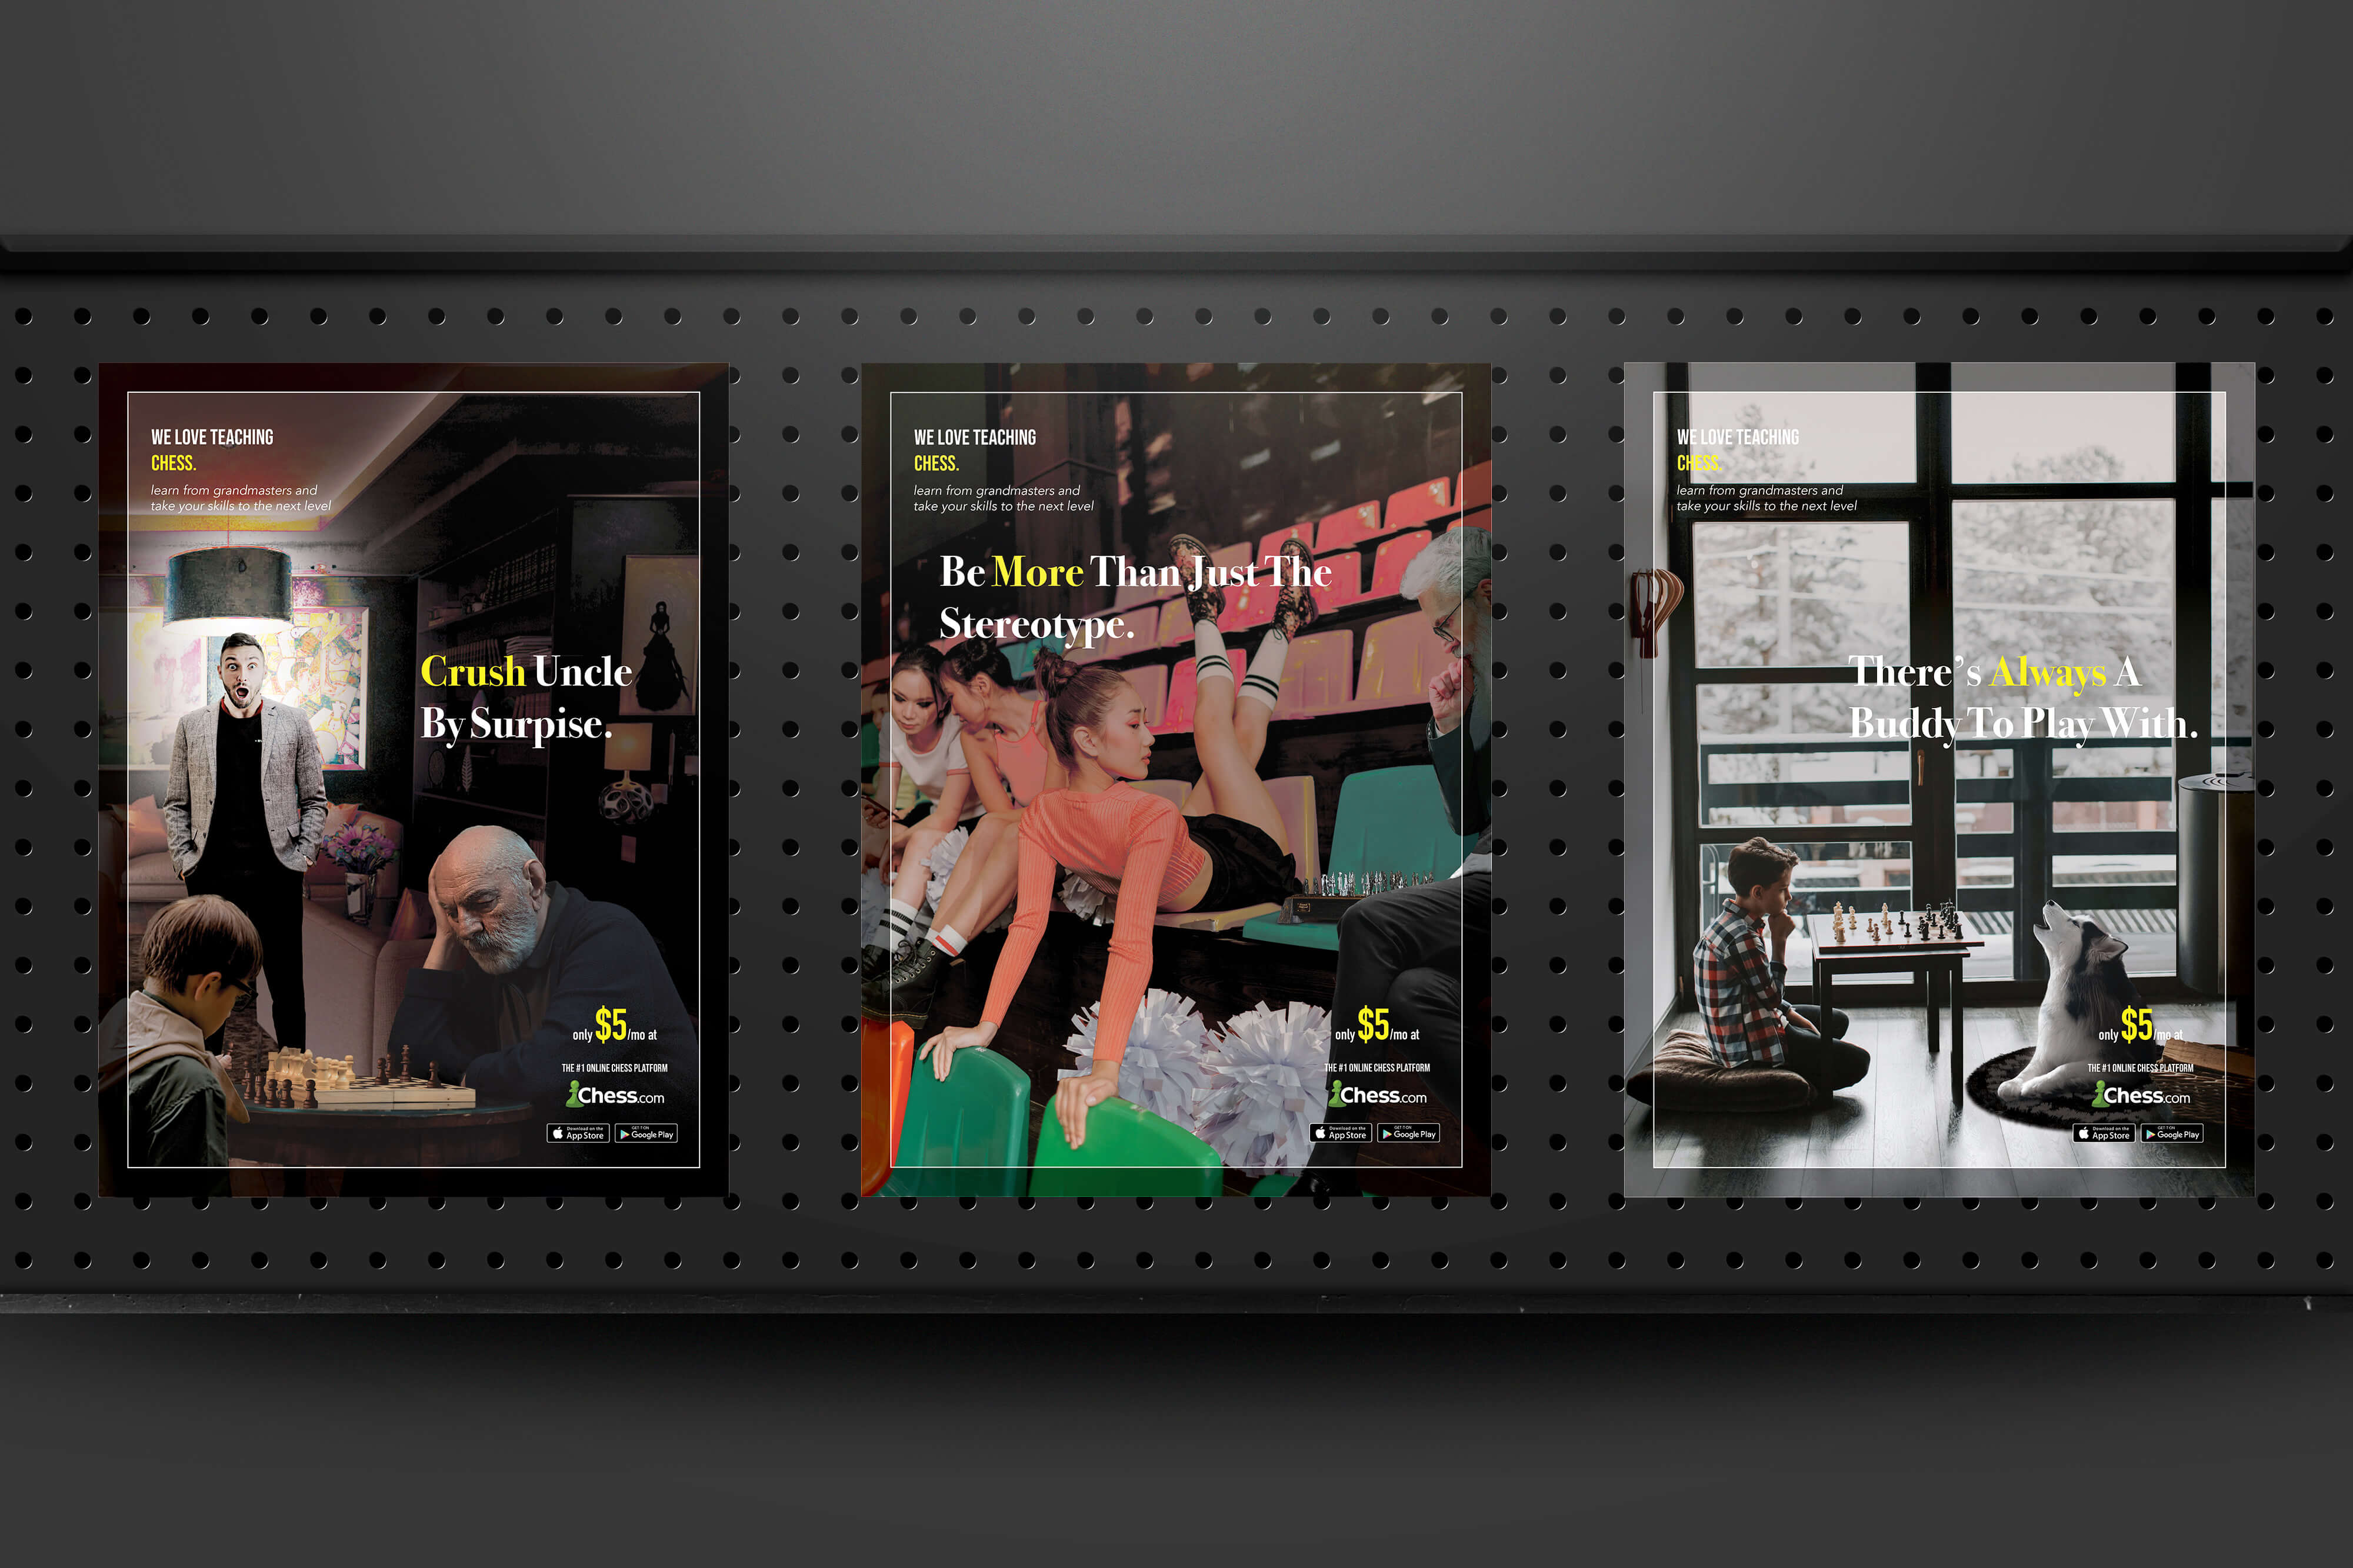 WE LOVE TEACHING
CHESS.
learn from grandmasters and
take your skills to the next level
Crush Uncle
By Surprise.
only $5/mo at
THE #1 ONLINE CHESS PLATFORM
Chess.com
Download on the
App Store
GET IT ON
Google Play
WE LOVE TEACHING
CHESS.
learn from grandmasters and
take your skills to the next level
Be More Than Just The
Stereotype.
only $5/mo at
THE #1 ONLINE CHESS PLATFORM
Chess.com
Download on the
App Store
GET IT ON
Google Play
WE LOVE TEACHING
CHESS.
learn from grandmasters and
take your skills to the next level
There's Always A
Buddy To Play With.
only $5/mo at
THE #1 ONLINE CHESS PLATFORM
Chess.com
Download on the
App Store
GET IT ON
Google Play